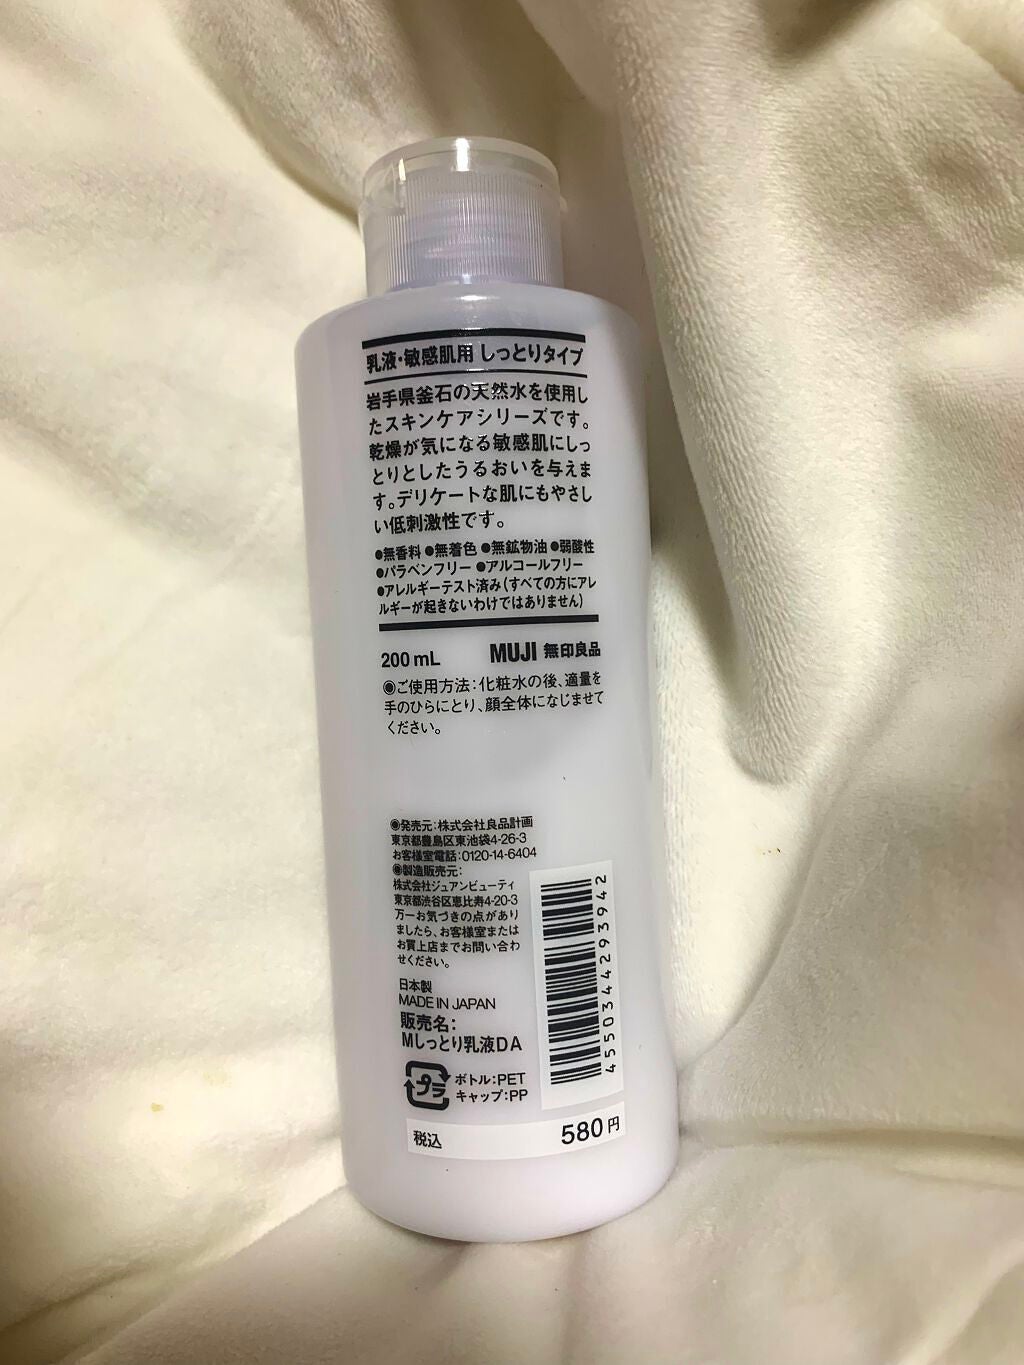 乳液・敏感肌用 しっとりタイプ
岩手県釜石の天然水を使用し
たスキンケアシリーズです。
乾燥が気になる敏感肌にしっ
とりとしたうるおいを与えま
す。デリケートな肌にもやさし
い低刺激性です。
●無香料 ●無着色 ●無鉱物油 ●弱酸性
●パラベンフリー ●アルコールフリー
●アレルギーテスト済み(すべての方にアレ
ルギーが起きないわけではありません)
200 mL MUJI 無印良品
◉ご使用方法:化粧水の後、適量を
手のひらにとり、顔全体になじませて
ください。
◉発売元:株式会社良品計画
東京都豊島区東池袋4-26-3
お客様室電話:0120-14-6404
◉製造販売元:
株式会社ジュアンビューティ
東京都渋谷区恵比寿4-20-3
万一お気づきの点があり
ましたら、お客様室または
お買上店までお問い合わ
せください。
日本製
MADE IN JAPAN
販売名:
Mしっとり乳液DA
プラ
ボトル:PET
キャップ:PP
4550344293942
税込 580円